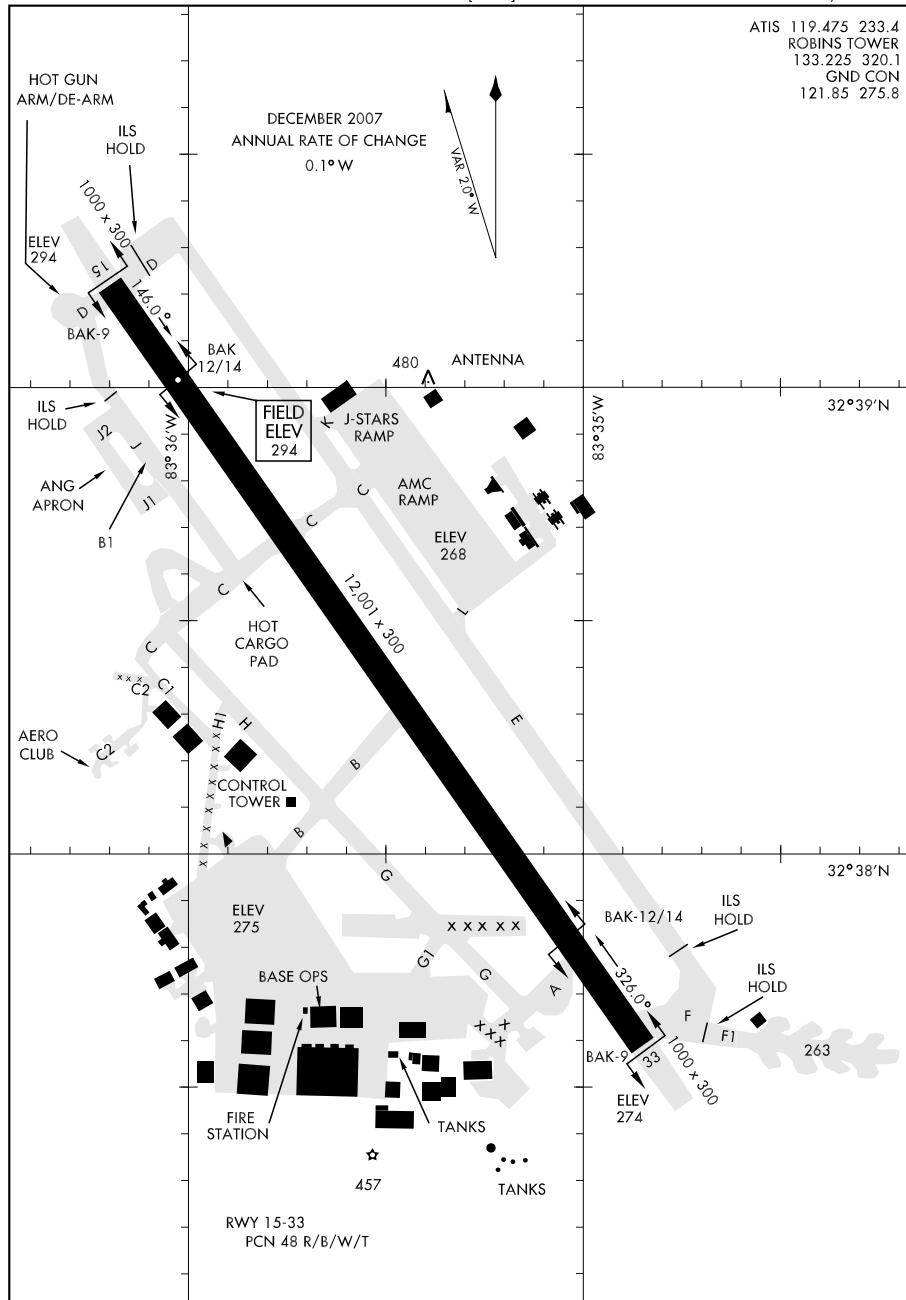 ATIS 119.475 233.4
ROBINS TOWER
133.225 320.1
GND CON
121.85 275.8
HOT GUN
ARM/DE-ARM
ILS
HOLD
DECEMBER 2007
ANNUAL RATE OF CHANGE
0.1° W
VAR 2.0° W
1000 x 300
ELEV
294
15
D
D
146.0°
BAK-9
BAK
12/14
480
ANTENNA
32°39'N
ILS
HOLD
83°36'W
FIELD
ELEV
294
K
J-STARS
RAMP
83°35'W
J2
J
ANG
APRON
J1
B1
AMC
RAMP
C
C
ELEV
268
C
HOT
CARGO
PAD
12,001 x 300
L
C
x x x
C2
C1
H1
H
E
AERO
CLUB
C2
x x x x x x x x x
B
CONTROL
TOWER
B
32°38'N
G
ELEV
275
x x x x x
BAK-12/14
ILS
HOLD
G1
G
A
326.0°
ILS
HOLD
BASE OPS
x x x x
F
F1
263
BAK-9
33
1000 x 300
ELEV
274
FIRE
STATION
TANKS
457
TANKS
RWY 15-33
PCN 48 R/B/W/T